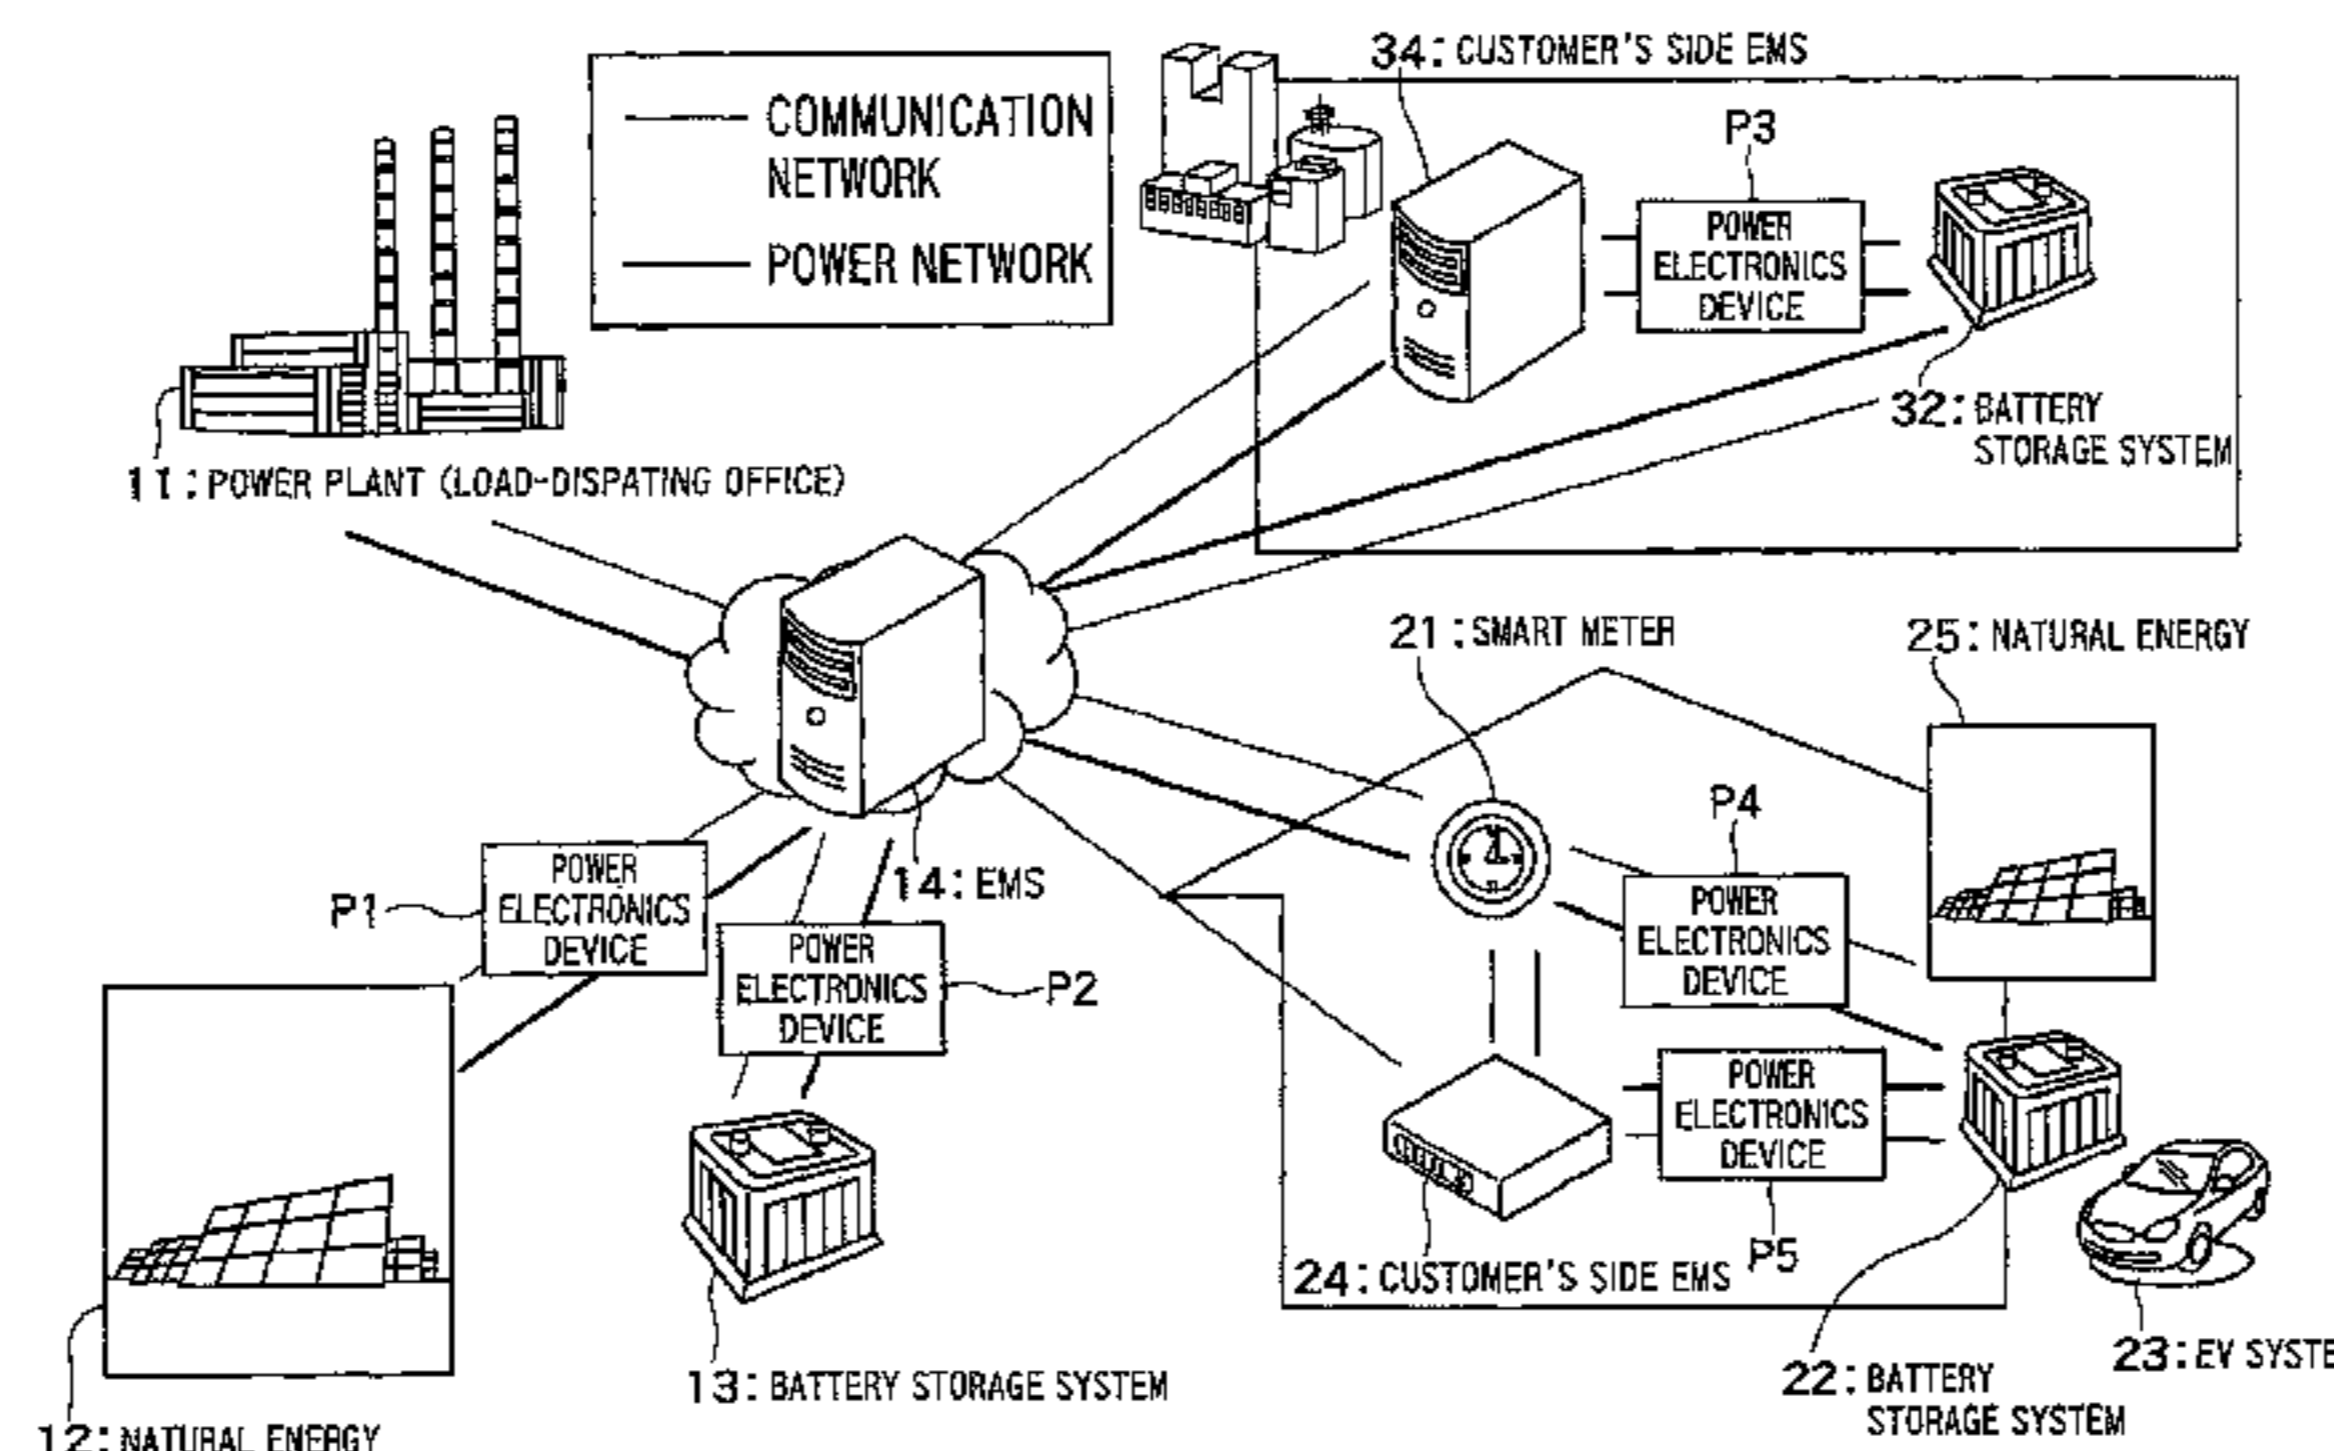 34: CUSTOMER'S SIDE EMS
COMMUNICATION
NETWORK
POWER NETWORK
P3
POWER
ELECTRONICS
DEVICE
32: BATTERY
STORAGE SYSTEM
11: POWER PLANT (LOAD-DISPATING OFFICE)
21: SMART METER
25: NATURAL ENERGY
P4
POWER
ELECTRONICS
DEVICE
14: EMS
P1
POWER
ELECTRONICS
DEVICE
P2
POWER
ELECTRONICS
DEVICE
POWER
ELECTRONICS
DEVICE
P5
24: CUSTOMER'S SIDE EMS
23: EV SYSTE
22: BATTERY
STORAGE SYSTEM
13: BATTERY STORAGE SYSTEM
12: NATURAL ENERGY